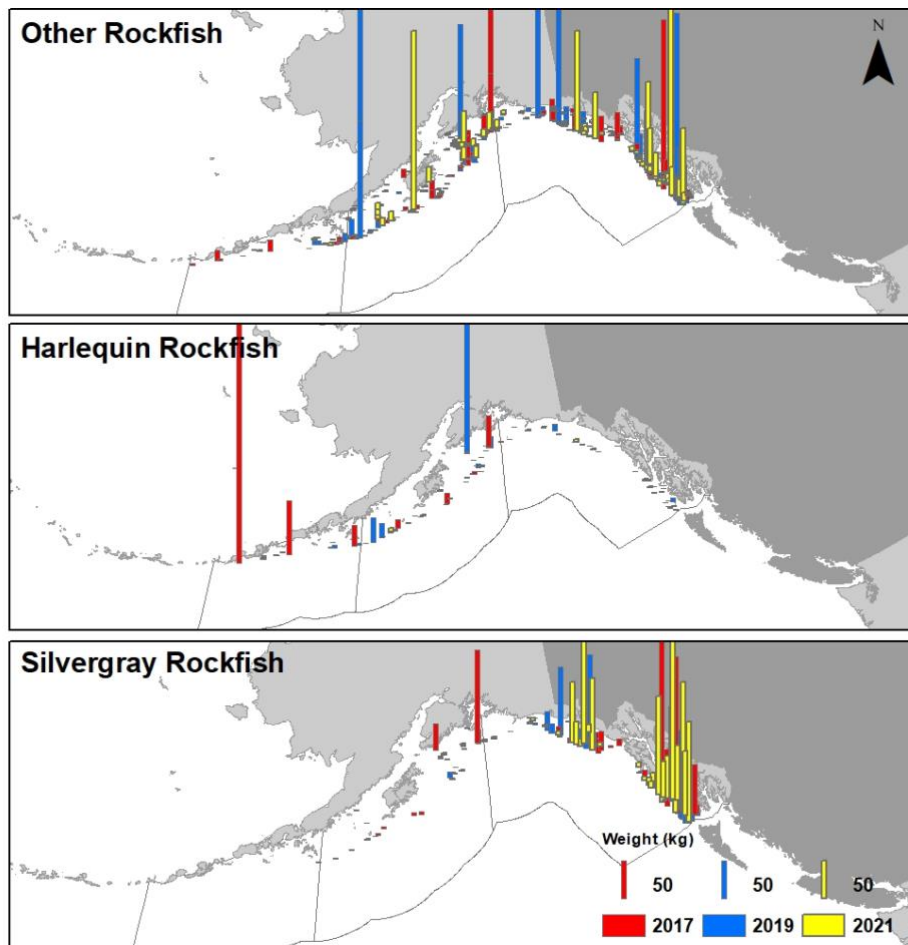 Other Rockfish
N
Harlequin Rockfish
Silvergray Rockfish
Weight (kg)
50 50 50
2017 2019 2021